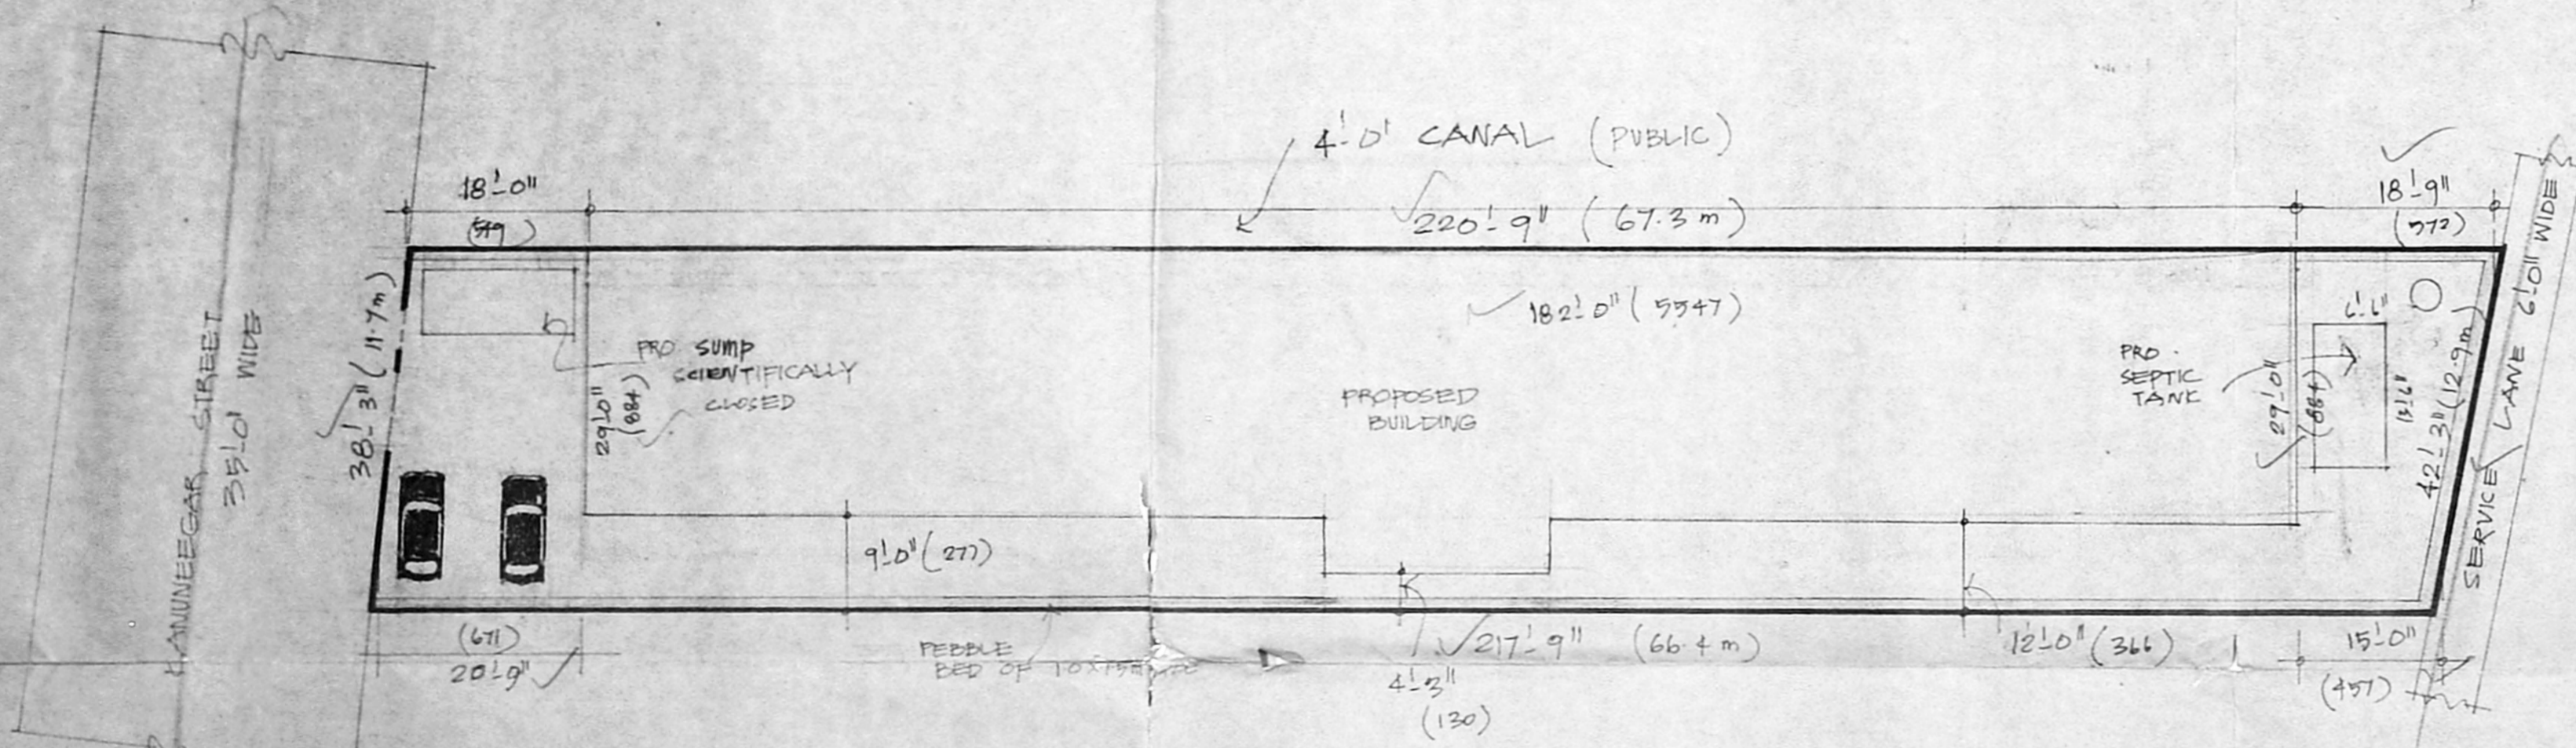 4'-0' CANAL (PUBLIC)
18'-0"
(549)
220'-9" (67.3 m)
18'-9"
(572)
HANUNEEGAR STREET
35'-0' WIDE
38'-3" (11.7m)
PRO SUMP
SCIENTIFICALLY
CLOSED
29'-0"
(884)
182'-0" (5547)
PROPOSED
BUILDING
PRO.
SEPTIC
TANK
29'-0"
(884)
6'-6"
13'-6"
42'-3" (12.9m)
SERVICE LANE 6'-0" WIDE
9'-0" (277)
(671)
20'-9"
PEBBLE
BED OF
217'-9" (66.4 m)
4'-3"
(130)
12'-0" (366)
15'-0"
(457)